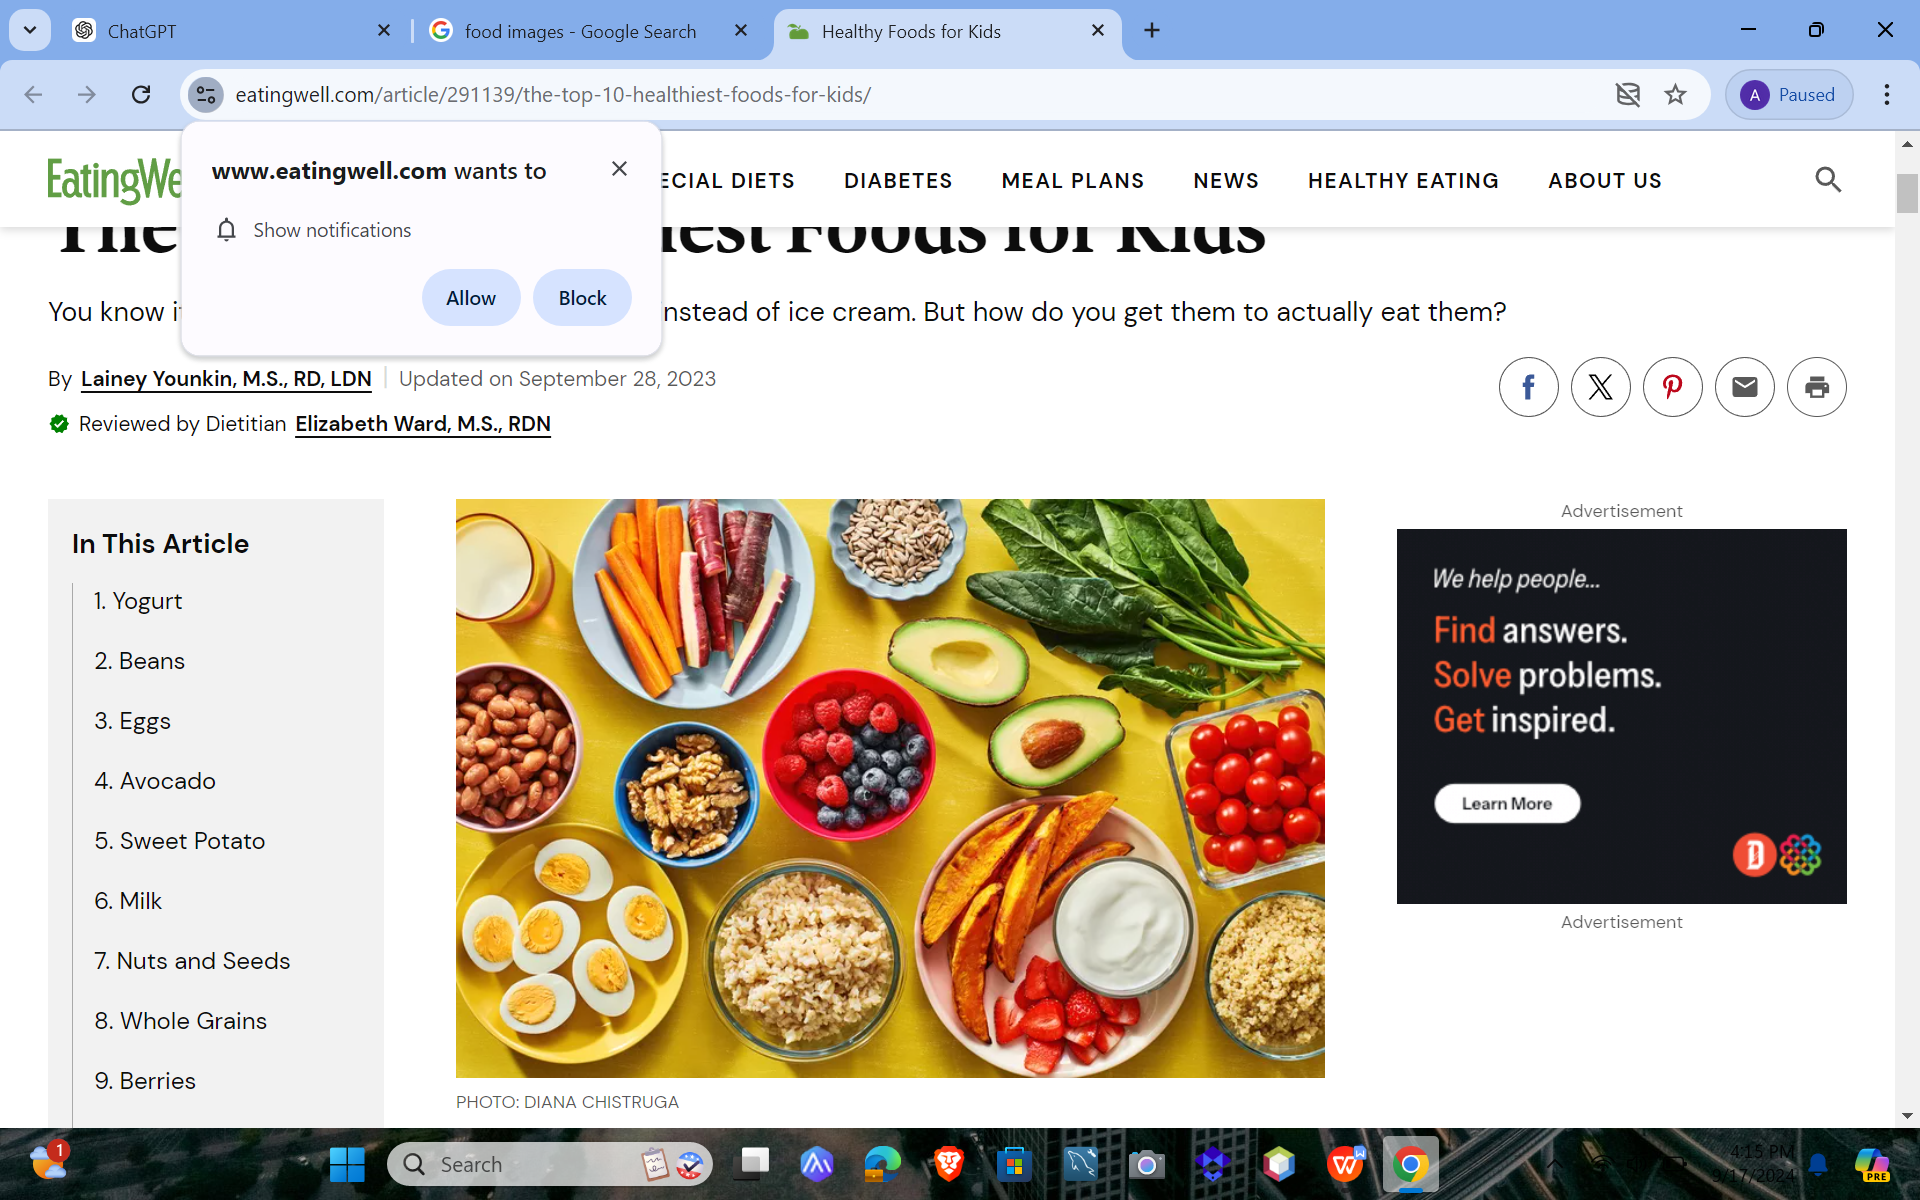 ChatGPT
food images - Google Search
Healthy Foods for Kids
eatingwell.com/article/291139/the-top-10-healthiest-foods-for-kids/
A Paused
www.eatingwell.com wants to
Show notifications
Allow Block
EatingWe
ECIAL DIETS DIABETES MEAL PLANS NEWS HEALTHY EATING ABOUT US
The iest Foods for Kids
You know i nstead of ice cream. But how do you get them to actually eat them?
By Lainey Younkin, M.S., RD, LDN Updated on September 28, 2023
Reviewed by Dietitian Elizabeth Ward, M.S., RDN
In This Article
1. Yogurt
2. Beans
3. Eggs
4. Avocado
5. Sweet Potato
6. Milk
7. Nuts and Seeds
8. Whole Grains
9. Berries
PHOTO: DIANA CHISTRUGA
Advertisement
We help people...
Find answers.
Solve problems.
Get inspired.
Learn More
D
Advertisement
1
Search
4:15 PM
9/17/2024
PRE